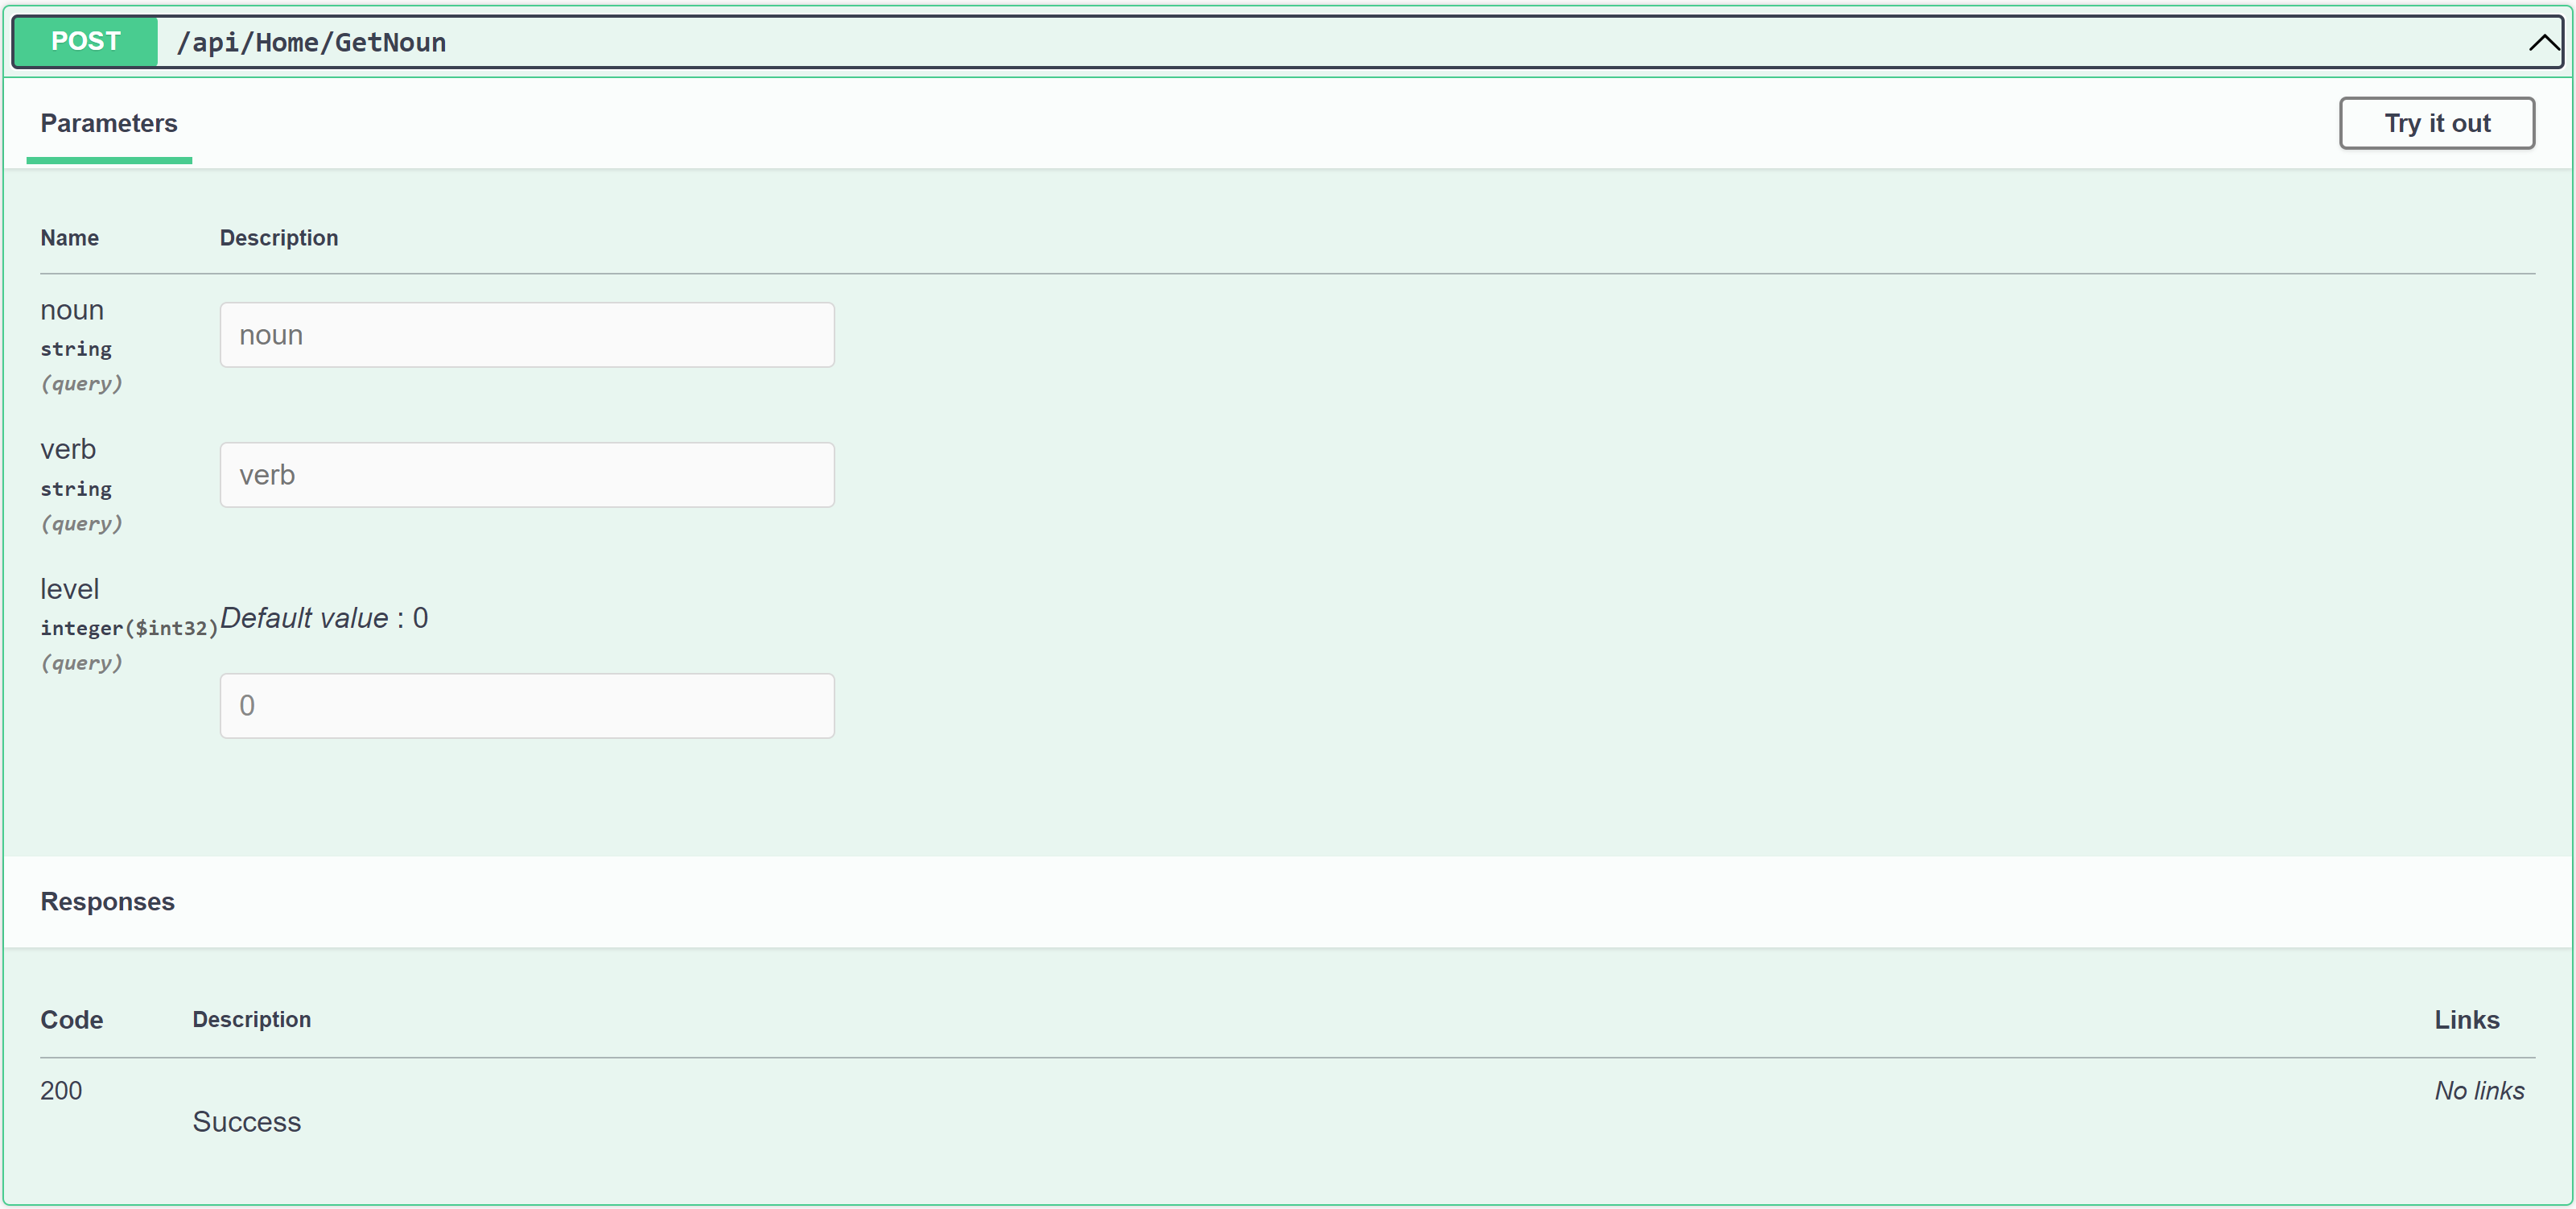 POST /api/Home/GetNoun
Parameters
Try it out
Name Description
noun
string
(query)
noun
verb
string
(query)
verb
level
integer($int32)
(query)
Default value : 0
0
Responses
Code Description Links
200
Success
No links